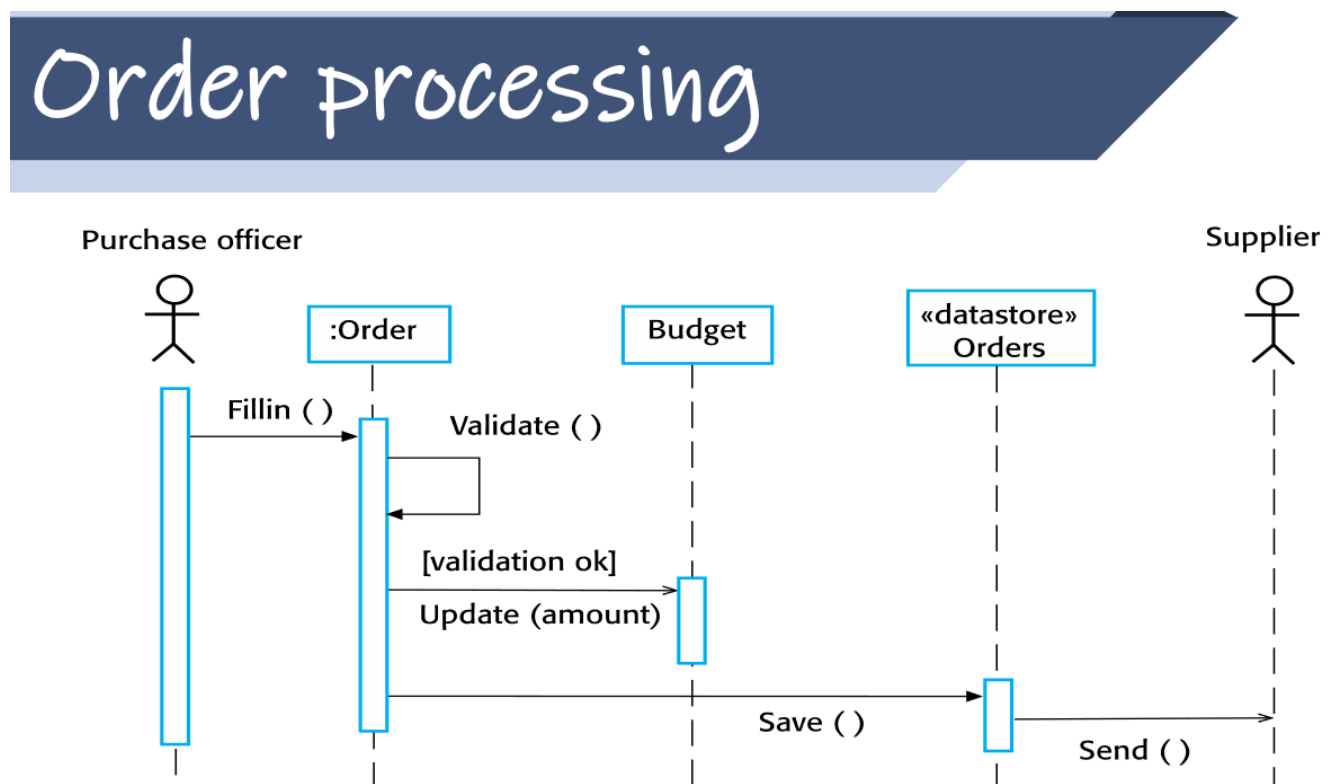 Order processing
Purchase officer
Supplier
:Order
Budget
«datastore»
Orders
Fillin ( )
Validate ( )
[validation ok]
Update (amount)
Save ( )
Send ( )